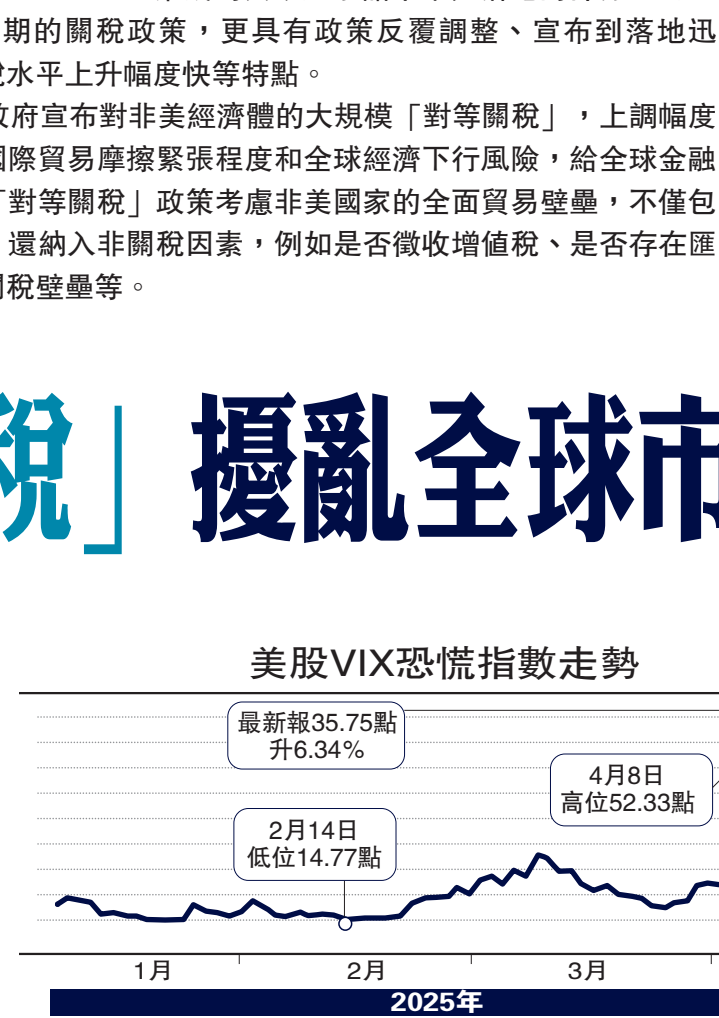 期的關稅政策，更具有政策反覆調整、宣布到落地迅
稅水平上升幅度快等特點。
政府宣布對非美經濟體的大規模「對等關稅」，上調幅度
國際貿易摩擦緊張程度和全球經濟下行風險，給全球金融
「對等關稅」政策考慮非美國家的全面貿易壁壘，不僅包
還納入非關稅因素，例如是否徵收增值稅、是否存在匯
關稅壁壘等。
稅」擾亂全球市
美股VIX恐慌指數走勢
最新報35.75點
升6.34%
4月8日
高位52.33點
2月14日
低位14.77點
1月
2月
3月
2025年